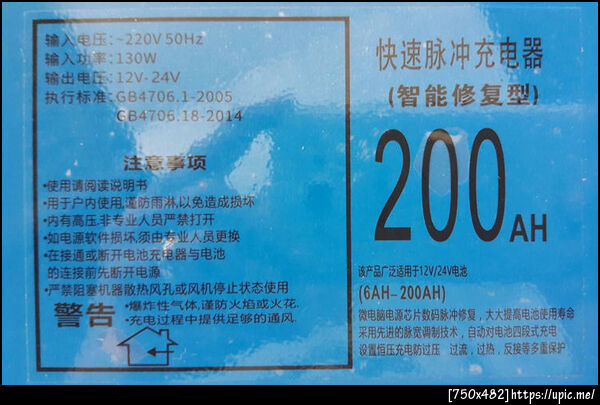 输入电压:~220V 50Hz
输入功率:130W
输出电压:12V-24V
执行标准:GB4706.1-2005
GB4706.18-2014
注意事项
•使用请阅读说明书
•用于户内使用,谨防雨淋,以免造成损坏
•内有高压,非专业人员严禁打开
•如电源软件损坏,须由专业人员更换
•在接通或断开电池充电器与电池
的连接前先断开电源
•严禁阻塞机器散热风孔或风机停止状态使用
警告
•爆炸性气体,谨防火焰或火花.
•充电过程中提供足够的通风.
快速脉冲充电器
(智能修复型)
200AH
该产品广泛适用于12V/24V电池
(6AH-200AH)
微电脑电源芯片数码脉冲修复，大大提高电池使用寿命
采用先进的脉宽调制技术，自动对电池四段式充电
设置恒压充电防过压 过流，过热，反接等多重保护
[750x482]https://upic.me/